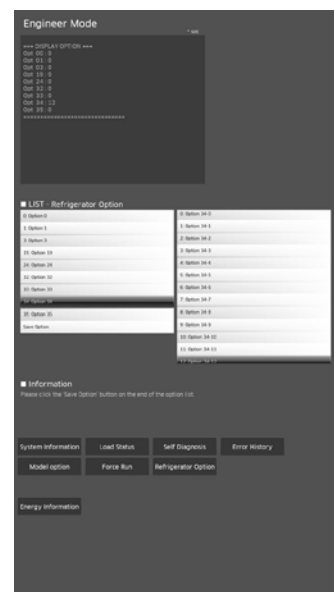 Engineer Mode
=== DISPLAY OPTION ===
Opt 00 : 0
Opt 01 : 0
Opt 03 : 0
Opt 16 : 0
Opt 24 : 0
Opt 32 : 0
Opt 33 : 0
Opt 34 : 12
Opt 35 : 0
==============================
■ LIST - Refrigerator Option
0: Option 0
1: Option 1
3: Option 3
24: Option 24
32: Option 32
33: Option 33
34: Option 34
35: Option 35
Save Option
0: Option 34-0
1: Option 34-1
2: Option 34-2
3: Option 34-3
4: Option 34-4
5: Option 34-5
6: Option 34-6
7: Option 34-7
8: Option 34-8
9: Option 34-9
10: Option 34-10
11: Option 34-11
12: Option 34-12
■ Information
Please click the 'Save Option' button on the end of the option list.
System Information
Load Status
Self Diagnosis
Error History
Model option
Force Run
Refrigerator Option
Energy Information